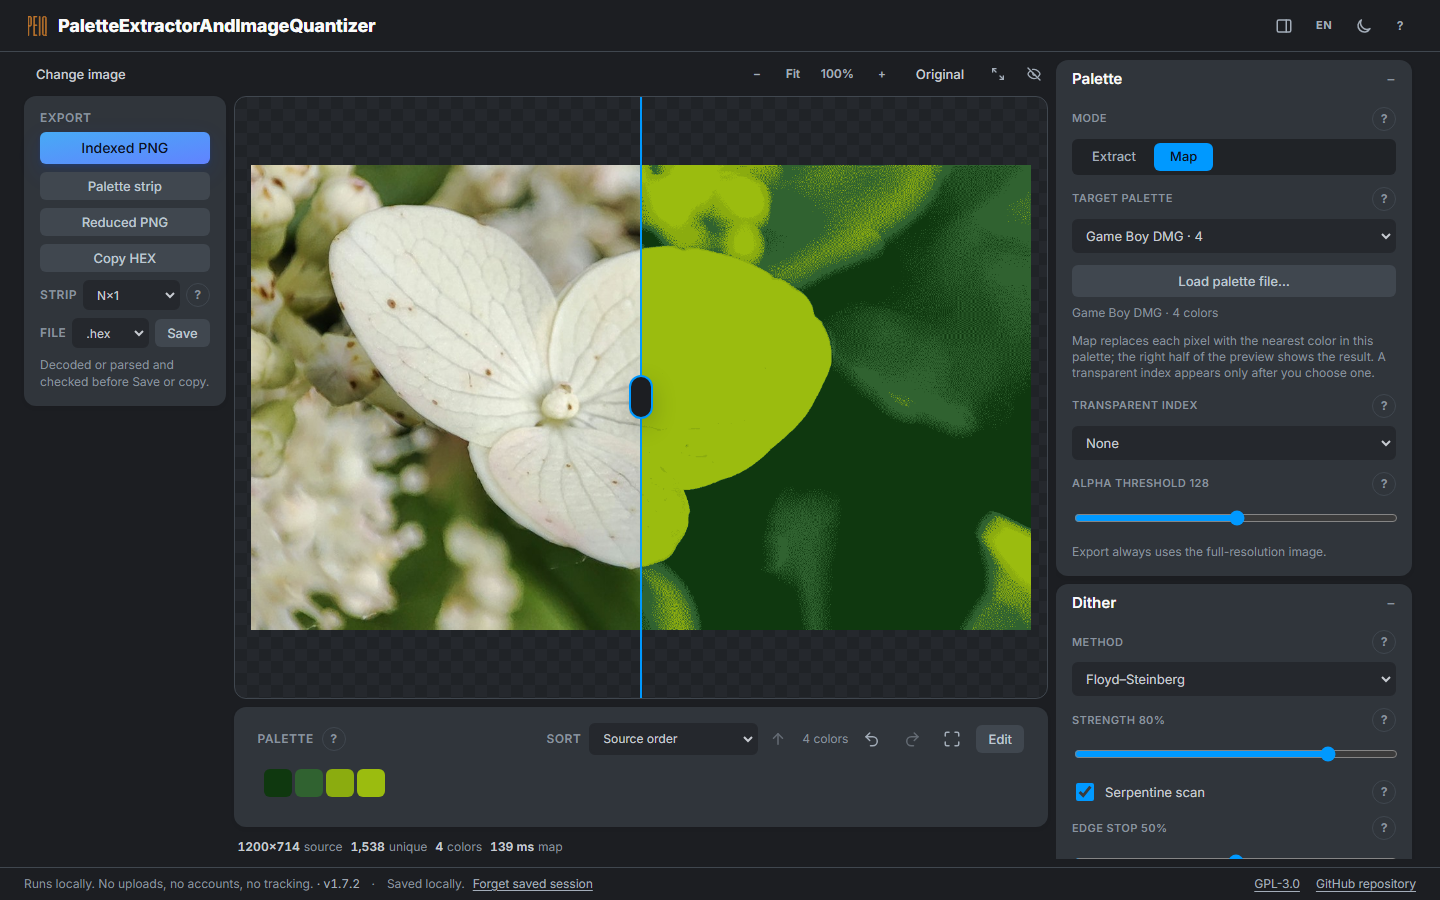 PEIQ PaletteExtractorAndImageQuantizer
EN ?
Change image
− Fit 100% + Original
EXPORT
Indexed PNG
Palette strip
Reduced PNG
Copy HEX
STRIP N×1 ?
FILE .hex Save
Decoded or parsed and
checked before Save or copy.
Palette −
MODE ?
Extract Map
TARGET PALETTE ?
Game Boy DMG · 4
Load palette file...
Game Boy DMG · 4 colors
Map replaces each pixel with the nearest color in this
palette; the right half of the preview shows the result. A
transparent index appears only after you choose one.
TRANSPARENT INDEX ?
None
ALPHA THRESHOLD 128 ?
Export always uses the full-resolution image.
Dither −
METHOD ?
Floyd–Steinberg
STRENGTH 80% ?
Serpentine scan ?
EDGE STOP 50% ?
PALETTE ? SORT Source order 4 colors Edit
1200×714 source 1,538 unique 4 colors 139 ms map
Runs locally. No uploads, no accounts, no tracking. · v1.7.2 · Saved locally. Forget saved session
GPL-3.0 GitHub repository